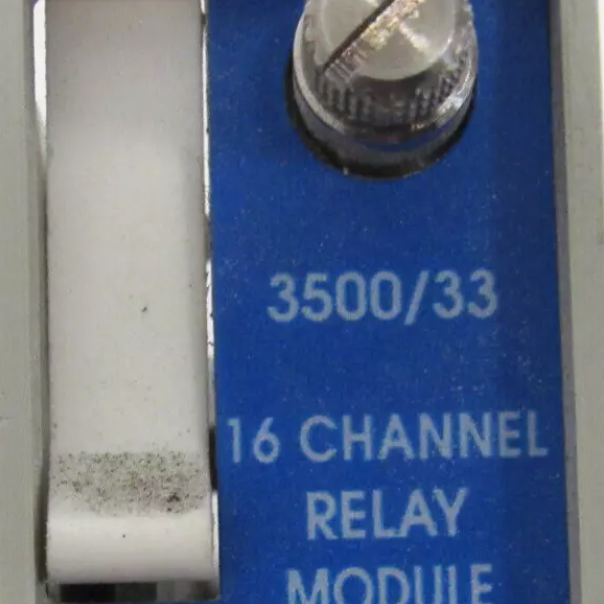 3500/33
16 CHANNEL
RELAY
MODULE